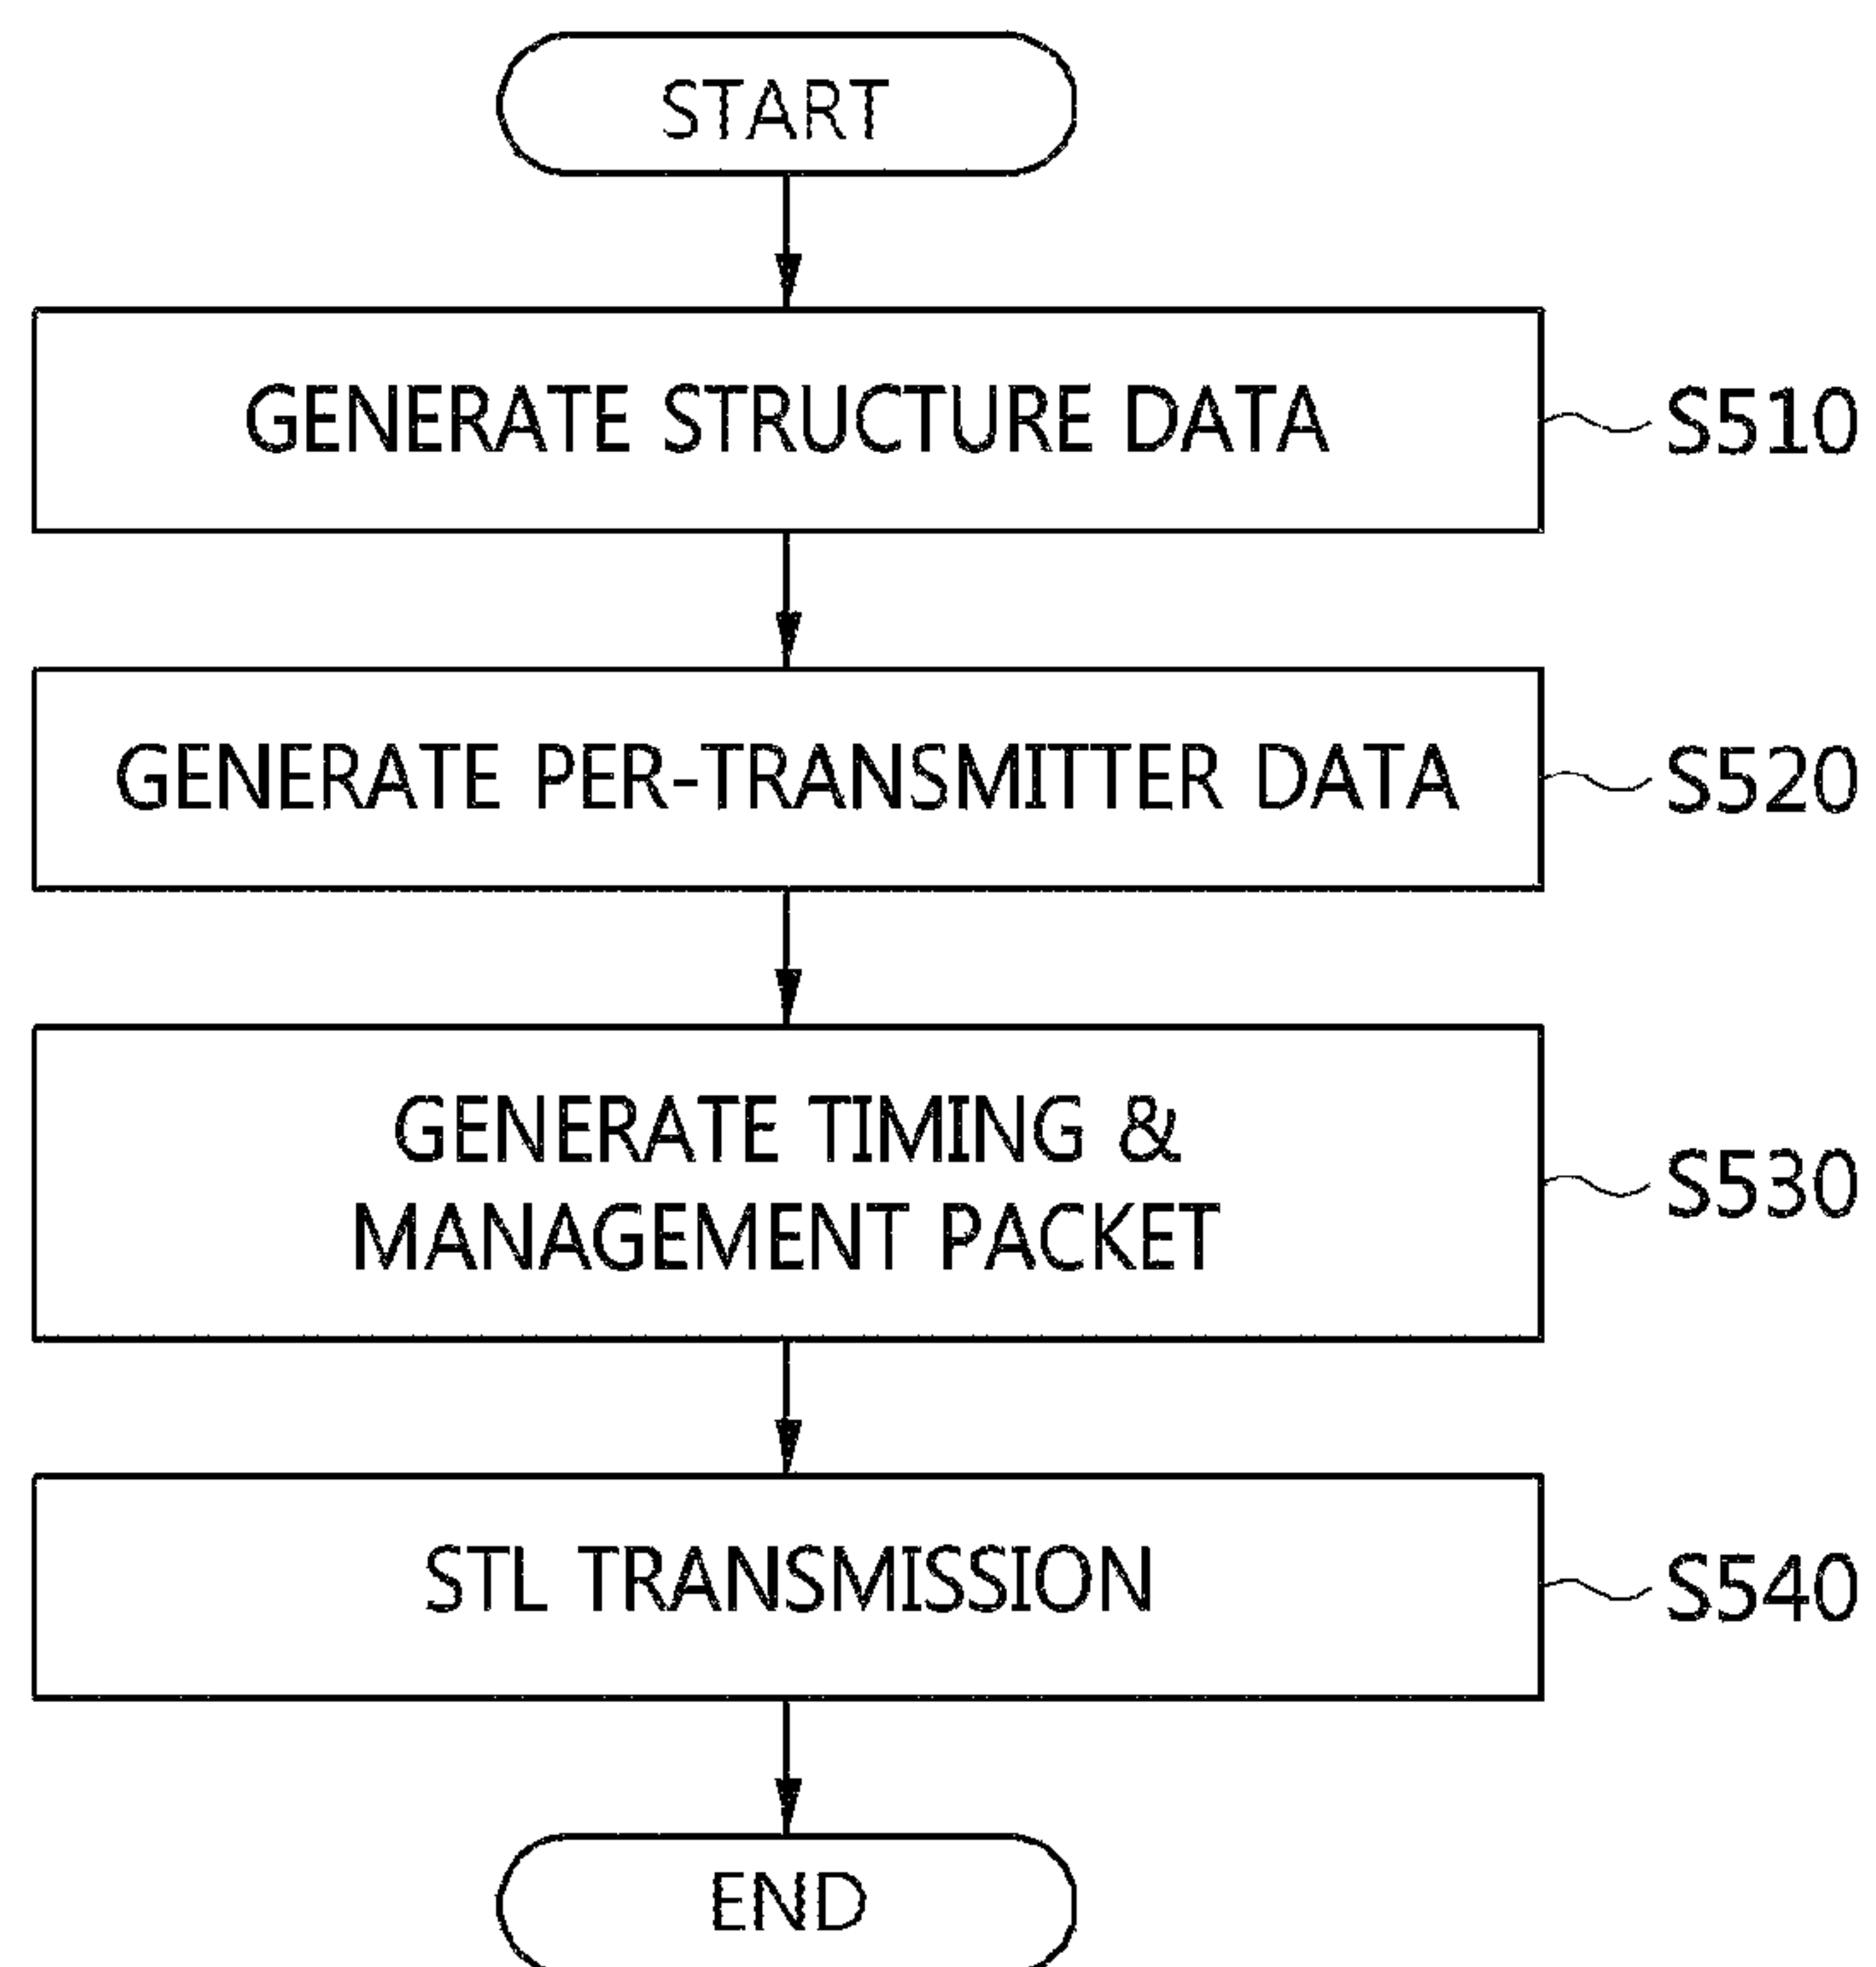 START
GENERATE STRUCTURE DATA
S510
GENERATE PER-TRANSMITTER DATA
S520
GENERATE TIMING &
MANAGEMENT PACKET
S530
STL TRANSMISSION
S540
END